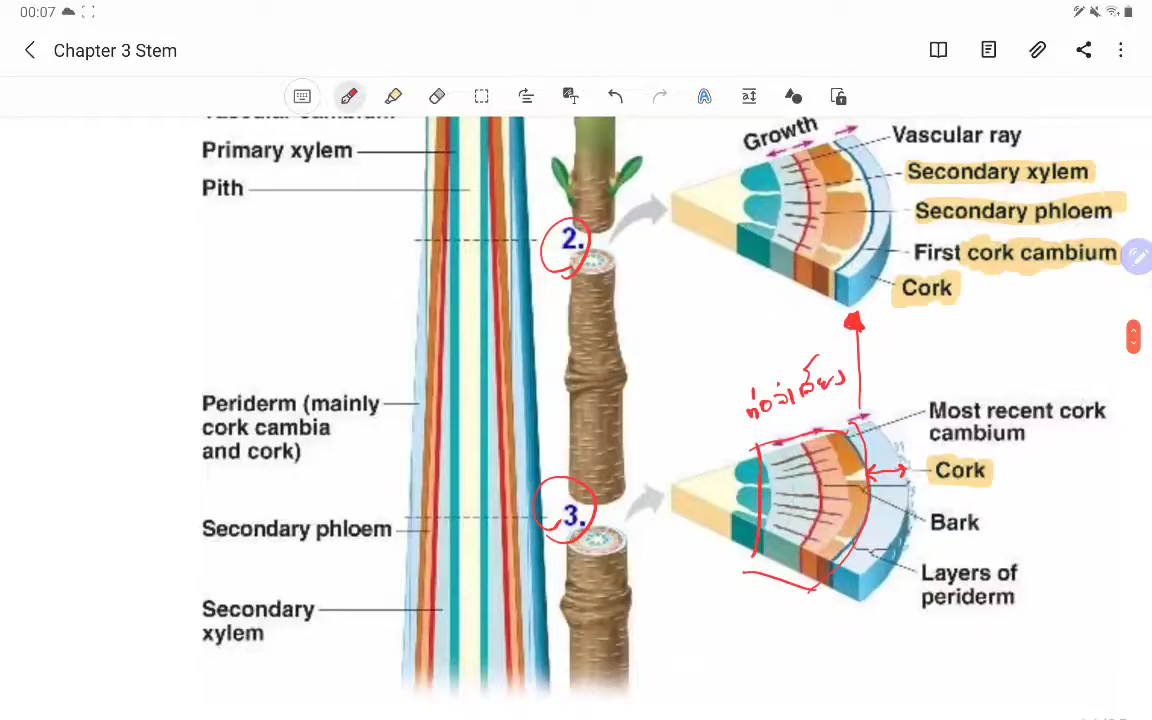 00:07
Chapter 3 Stem
Primary xylem
Pith
2.
Growth
Vascular ray
Secondary xylem
Secondary phloem
First cork cambium
Cork
Periderm (mainly
cork cambia
and cork)
3.
Most recent cork
cambium
Cork
Bark
Layers of
periderm
Secondary phloem
Secondary
xylem
ท่อลำเลียง